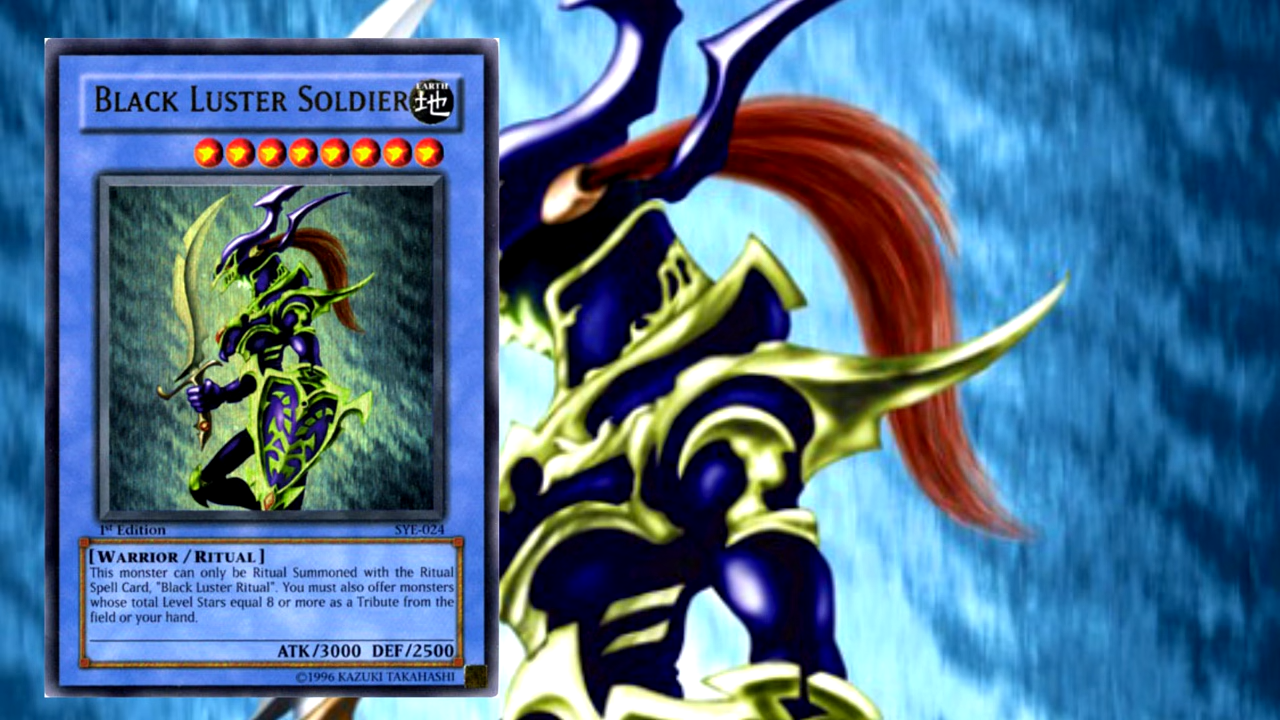 BLACK LUSTER SOLDIER
EARTH
地
1st Edition
SYE-024
[WARRIOR / RITUAL]
This monster can only be Ritual Summoned with the Ritual
Spell Card, "Black Luster Ritual". You must also offer monsters
whose total Level Stars equal 8 or more as a Tribute from the
field or your hand.
ATK/3000 DEF/2500
©1996 KAZUKI TAKAHASHI